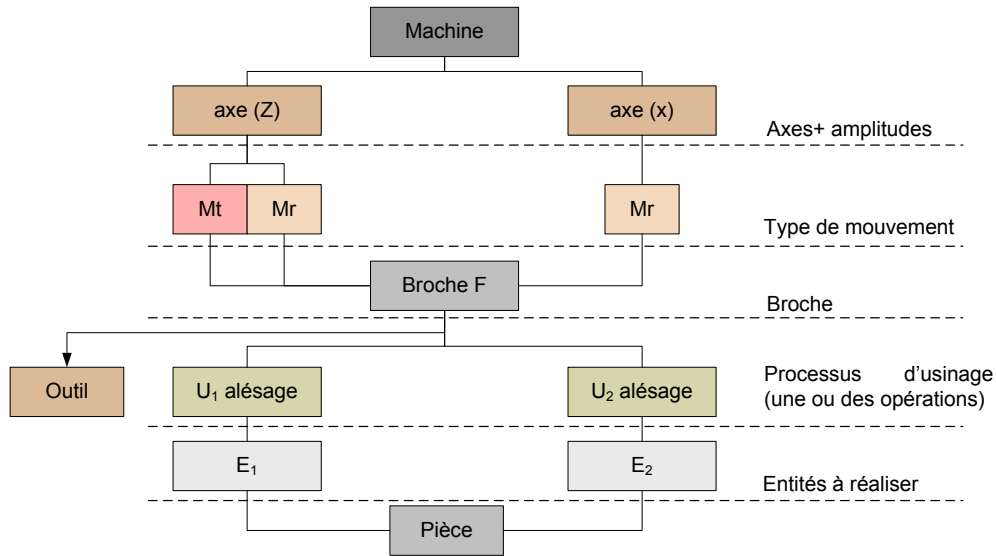 Machine
axe (Z)
axe (x)
Axes+ amplitudes
Mt
Mr
Mr
Type de mouvement
Broche F
Broche
Outil
U₁ alésage
U₂ alésage
Processus d'usinage
(une ou des opérations)
E₁
E₂
Entités à réaliser
Pièce